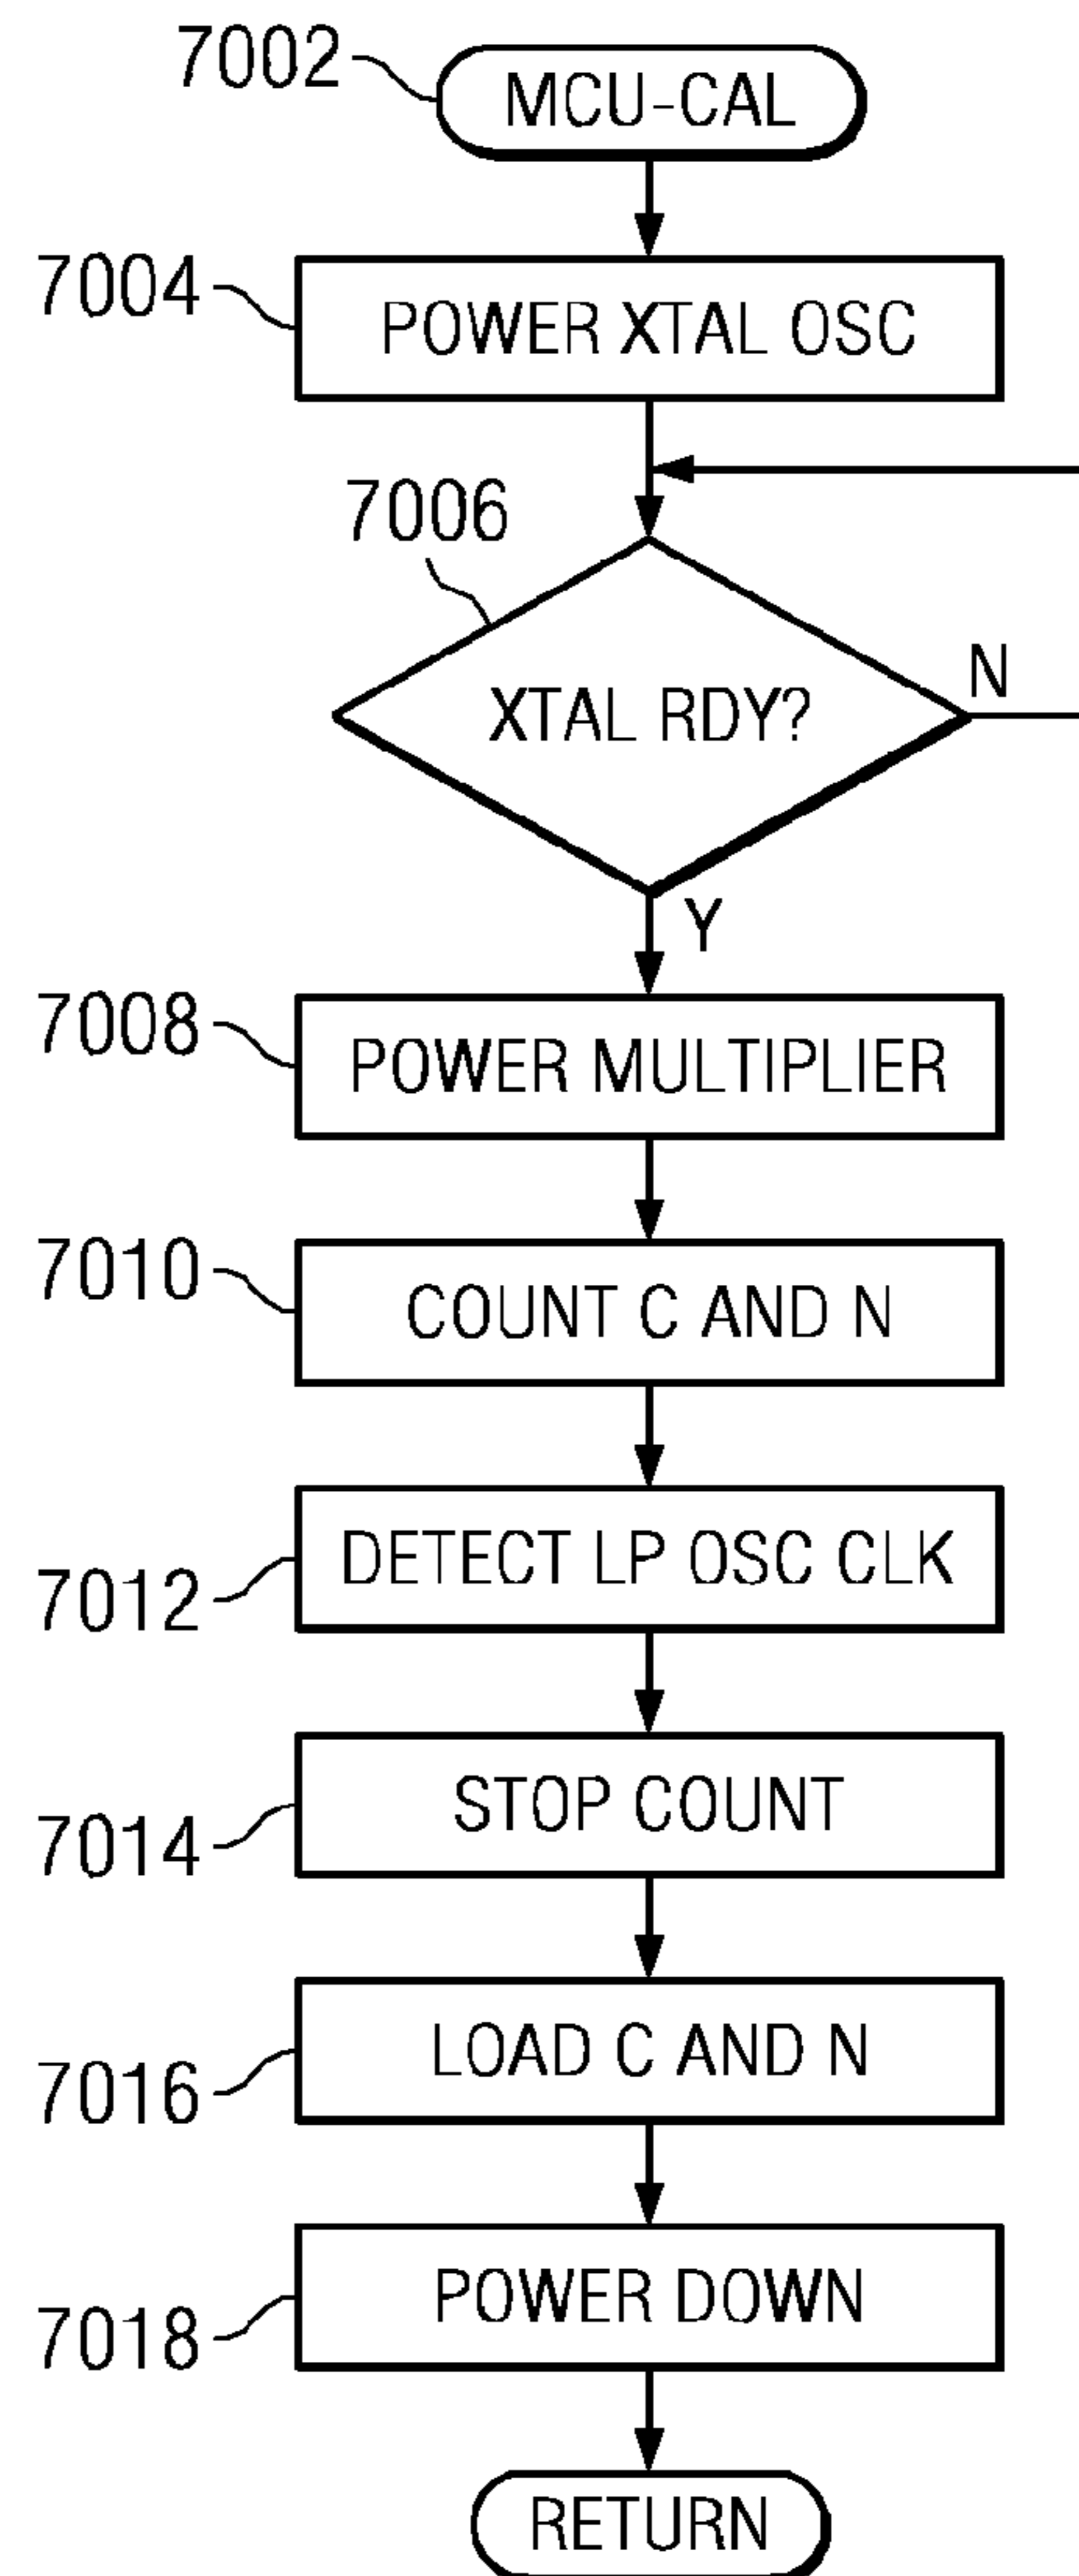 7002
MCU-CAL
7004
POWER XTAL OSC
7006
XTAL RDY?
N
Y
7008
POWER MULTIPLIER
7010
COUNT C AND N
7012
DETECT LP OSC CLK
7014
STOP COUNT
7016
LOAD C AND N
7018
POWER DOWN
RETURN